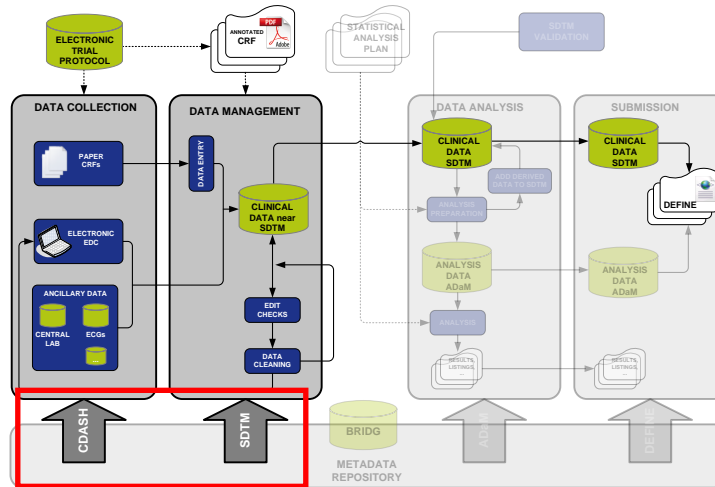 ELECTRONIC
TRIAL
PROTOCOL
ANNOTATED
CRF
PDF
Adobe
STATISTICAL
ANALYSIS
PLAN
SDTM
VALIDATION
DATA COLLECTION
DATA MANAGEMENT
DATA ANALYSIS
SUBMISSION
PAPER
CRFs
DATA ENTRY
CLINICAL
DATA near
SDTM
ELECTRONIC
EDC
ANCILLARY DATA
CENTRAL
LAB
ECGs
...
EDIT
CHECKS
DATA
CLEANING
CLINICAL
DATA
SDTM
ADD DERIVED
DATA TO SDTM
ANALYSIS
PREPARATION
ANALYSIS
DATA
ADaM
ANALYSIS
RESULTS,
LISTINGS,
...
CLINICAL
DATA
SDTM
DEFINE
ANALYSIS
DATA
ADaM
RESULTS,
LISTINGS,
...
CDASH
SDTM
BRIDG
METADATA
REPOSITORY
ADaM
DEFINE